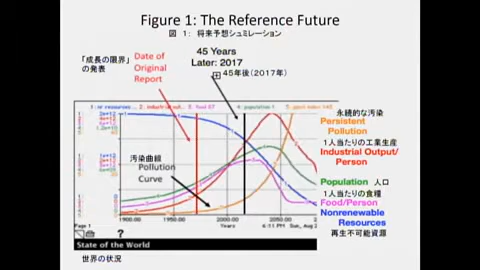 Figure 1: The Reference Future
図 1: 将来予想シュミレーション
「成長の限界」
の発表
Date of
Original
Report
45 Years
Later: 2017
45年後(2017年)
永続的な汚染
Persistent
Pollution
1人当たりの工業生産
Industrial Output/
Person
Population 人口
1人当たりの食糧
Food/Person
Nonrenewable
Resources
再生不可能資源
汚染曲線
Pollution
Curve
1900.00
1950.00
2000.00
2050.00
Page 1
Years
State of the World
世界の状況